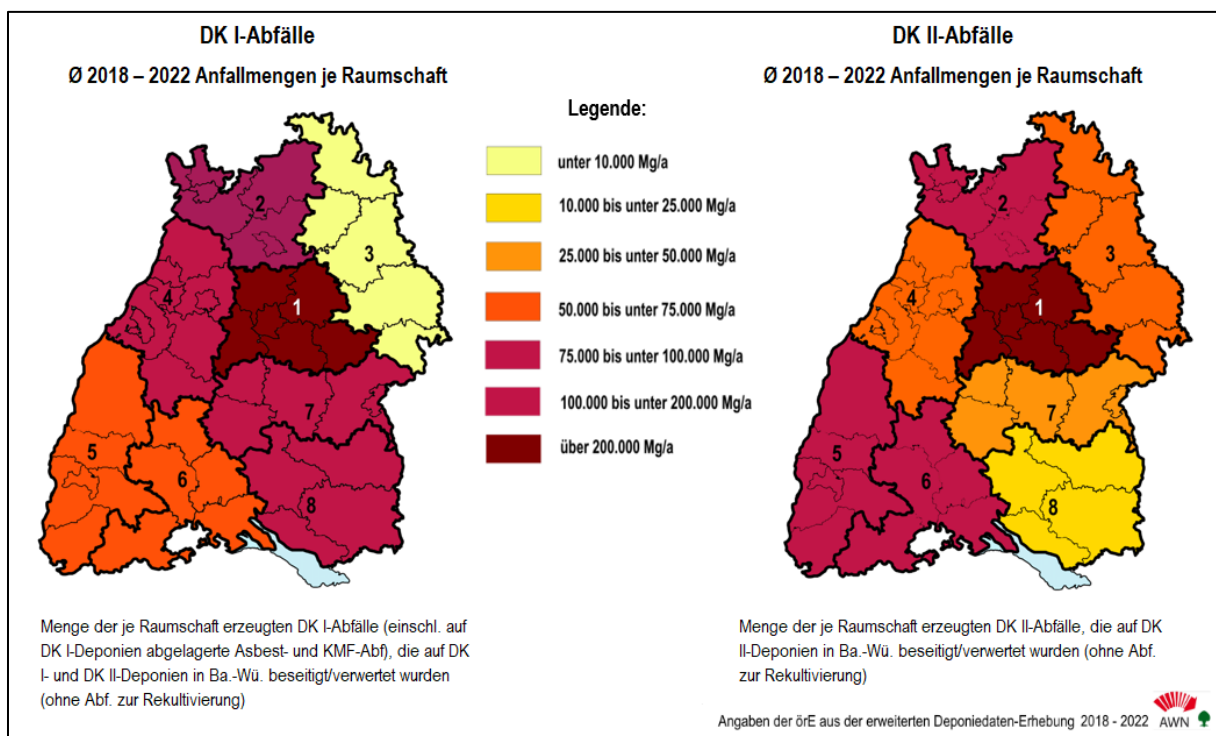 DK I-Abfälle
Ø 2018 – 2022 Anfallmengen je Raumschaft
DK II-Abfälle
Ø 2018 – 2022 Anfallmengen je Raumschaft
Legende:
unter 10.000 Mg/a
10.000 bis unter 25.000 Mg/a
25.000 bis unter 50.000 Mg/a
50.000 bis unter 75.000 Mg/a
75.000 bis unter 100.000 Mg/a
100.000 bis unter 200.000 Mg/a
über 200.000 Mg/a
2
3
4
1
7
5
6
8
2
3
4
1
7
5
6
8
Menge der je Raumschaft erzeugten DK I-Abfälle (einschl. auf
DK I-Deponien abgelagerte Asbest- und KMF-Abf), die auf DK
I- und DK II-Deponien in Ba.-Wü. beseitigt/verwertet wurden
(ohne Abf. zur Rekultivierung)
Menge der je Raumschaft erzeugten DK II-Abfälle, die auf DK
II-Deponien in Ba.-Wü. beseitigt/verwertet wurden (ohne Abf.
zur Rekultivierung)
Angaben der örE aus der erweiterten Deponiedaten-Erhebung 2018 - 2022
AWN